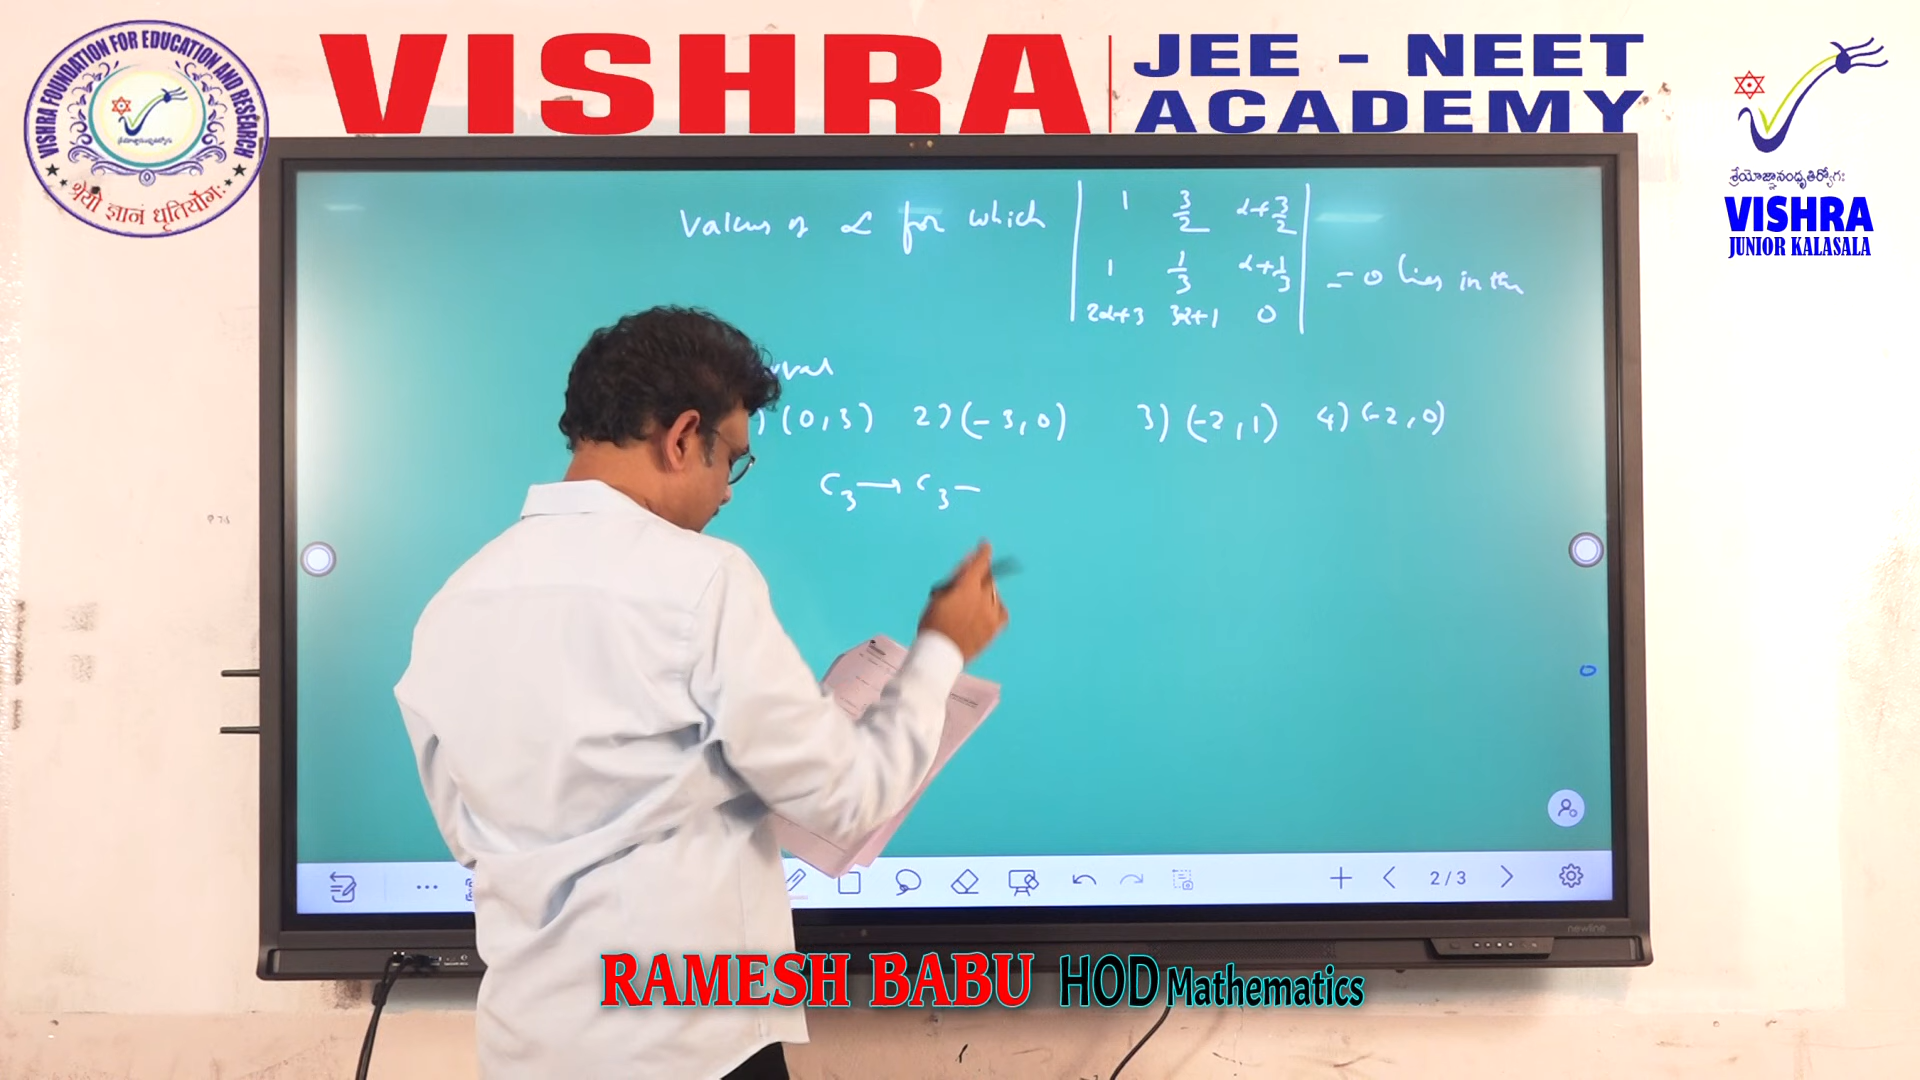 VISHRA FOUNDATION FOR EDUCATION AND RESEARCH
श्रेयो ज्ञानं धृतिर्योगः
VISHRA
JEE - NEET
ACADEMY
VISHRA
JUNIOR KALASALA
Values of α for which
1 3/2 α+3/2
1 1/3 α+1/3
2α+3 3α+1 0
= 0 lies in the
rval
) (0, 3) 2) (-3, 0) 3) (-2, 1) 4) (-2, 0)
C₃ → C₃ -
2/3
newline
RAMESH BABU HOD Mathematics